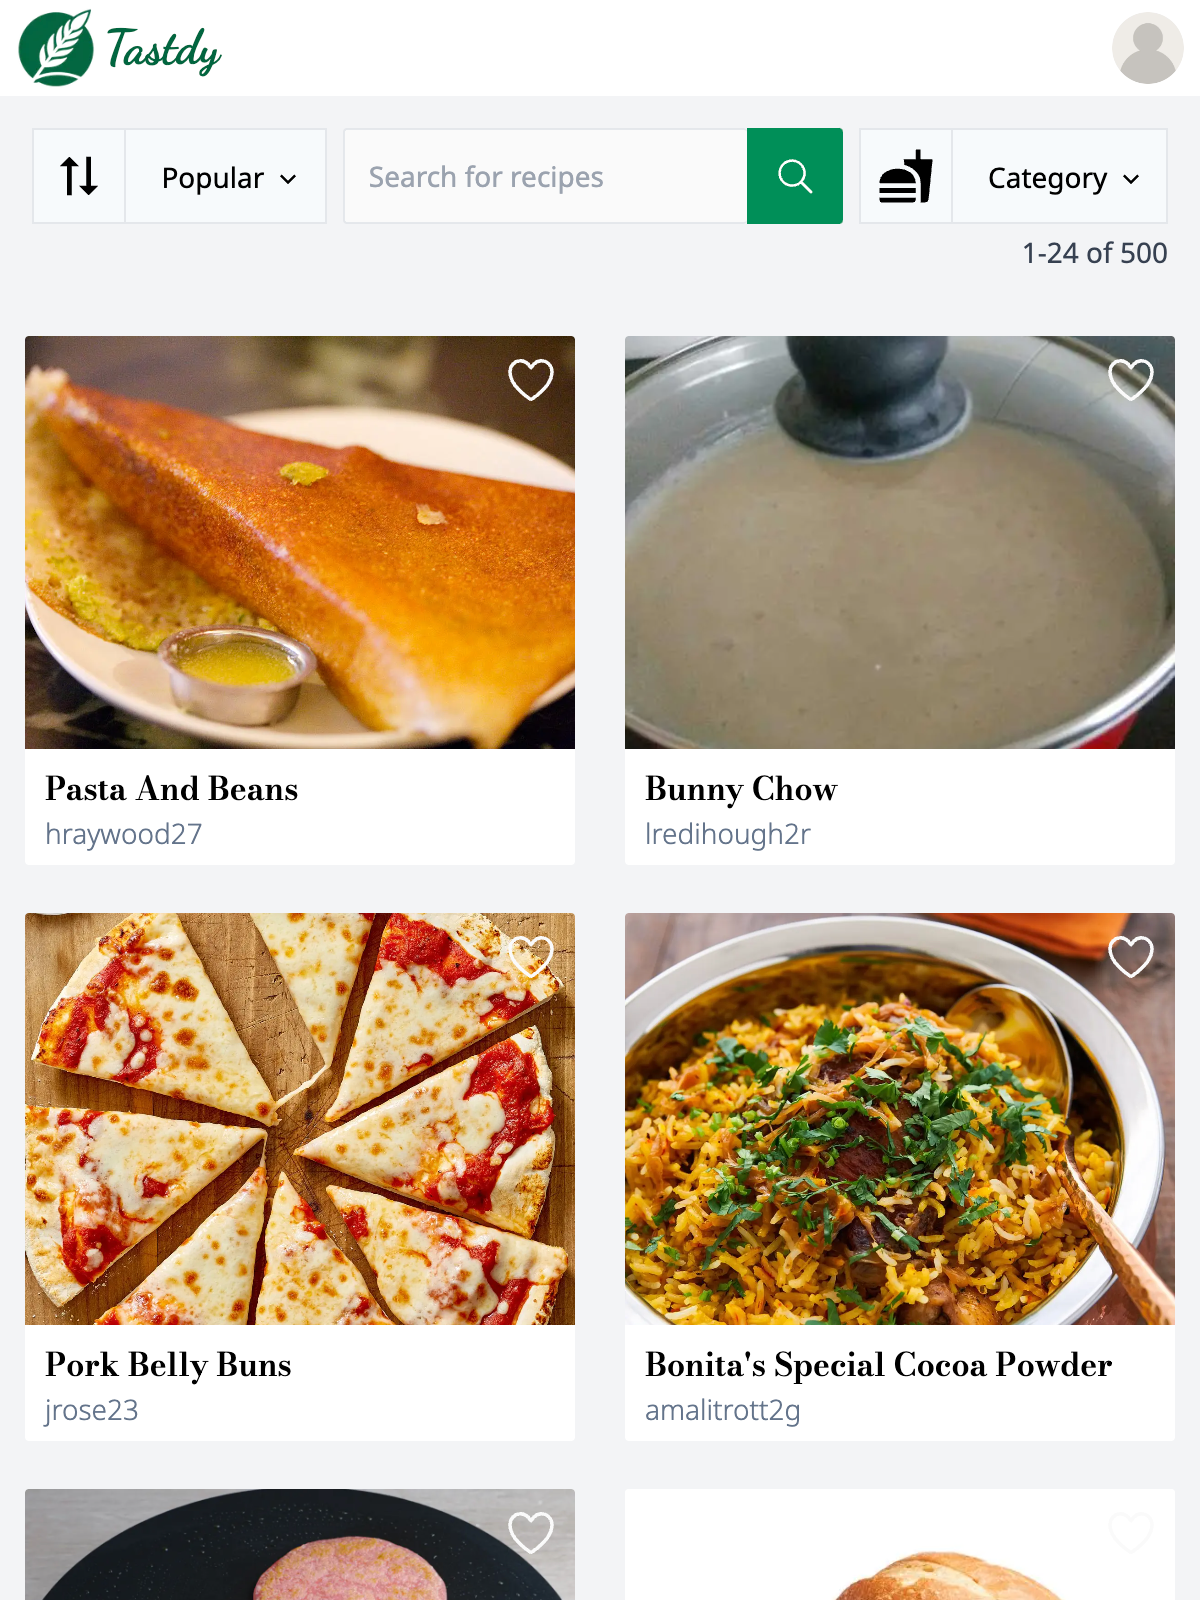 Tastdy
Popular
Search for recipes
Category
1-24 of 500
Pasta And Beans
hraywood27
Bunny Chow
lredihough2r
Pork Belly Buns
jrose23
Bonita's Special Cocoa Powder
amalitrott2g